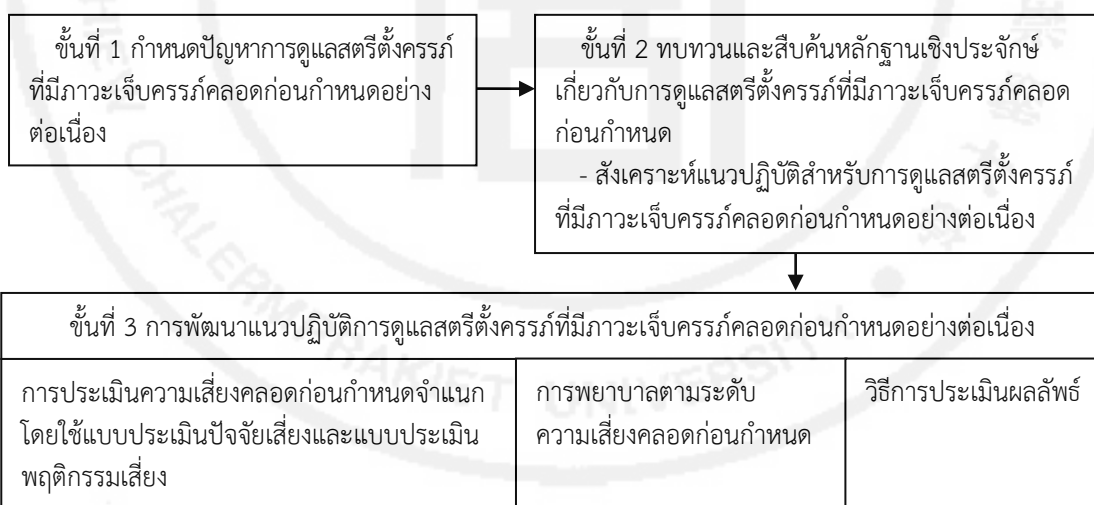 ขั้นที่ 1 กำหนดปัญหาการดูแลสตรีตั้งครรภ์
ที่มีภาวะเจ็บครรภ์คลอดก่อนกำหนดอย่าง
ต่อเนื่อง
ขั้นที่ 2 ทบทวนและสืบค้นหลักฐานเชิงประจักษ์
เกี่ยวกับการดูแลสตรีตั้งครรภ์ที่มีภาวะเจ็บครรภ์คลอด
ก่อนกำหนด
- สังเคราะห์แนวปฏิบัติสำหรับการดูแลสตรีตั้งครรภ์
ที่มีภาวะเจ็บครรภ์คลอดก่อนกำหนดอย่างต่อเนื่อง
ขั้นที่ 3 การพัฒนาแนวปฏิบัติการดูแลสตรีตั้งครรภ์ที่มีภาวะเจ็บครรภ์คลอดก่อนกำหนดอย่างต่อเนื่อง
การประเมินความเสี่ยงคลอดก่อนกำหนดจำแนก
โดยใช้แบบประเมินปัจจัยเสี่ยงและแบบประเมิน
พฤติกรรมเสี่ยง
การพยาบาลตามระดับ
ความเสี่ยงคลอดก่อนกำหนด
วิธีการประเมินผลลัพธ์
CHALERMPRAKIET UNIVERSITY